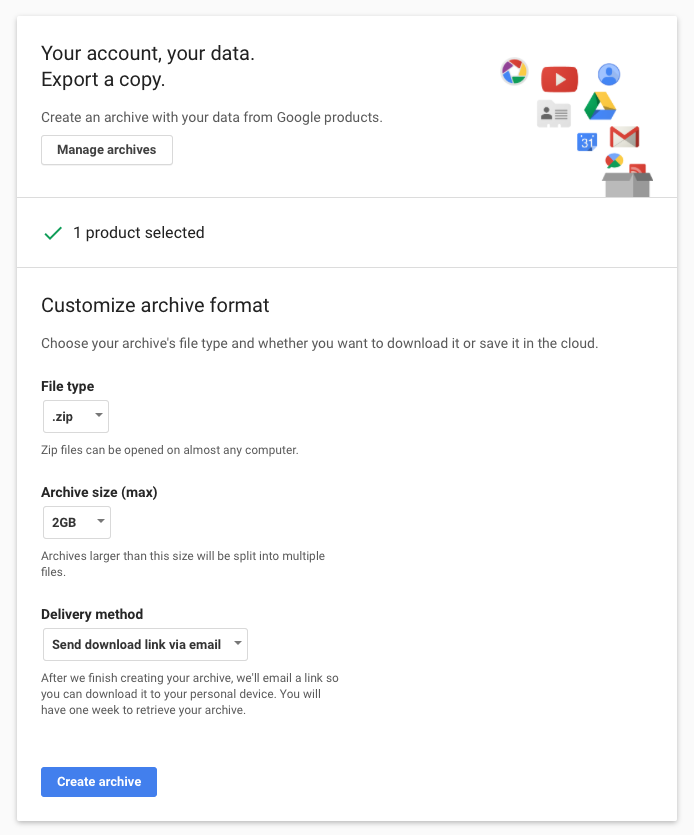 Your account, your data.
Export a copy.
Create an archive with your data from Google products.
Manage archives
31
1 product selected
Customize archive format
Choose your archive's file type and whether you want to download it or save it in the cloud.
File type
.zip
Zip files can be opened on almost any computer.
Archive size (max)
2GB
Archives larger than this size will be split into multiple
files.
Delivery method
Send download link via email
After we finish creating your archive, we'll email a link so
you can download it to your personal device. You will
have one week to retrieve your archive.
Create archive